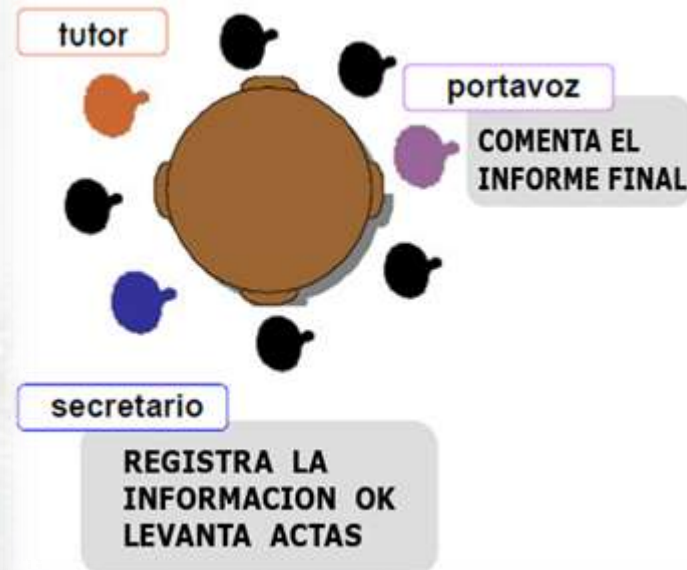 tutor
portavoz
COMENTA EL
INFORME FINAL
secretario
REGISTRA LA
INFORMACION OK
LEVANTA ACTAS